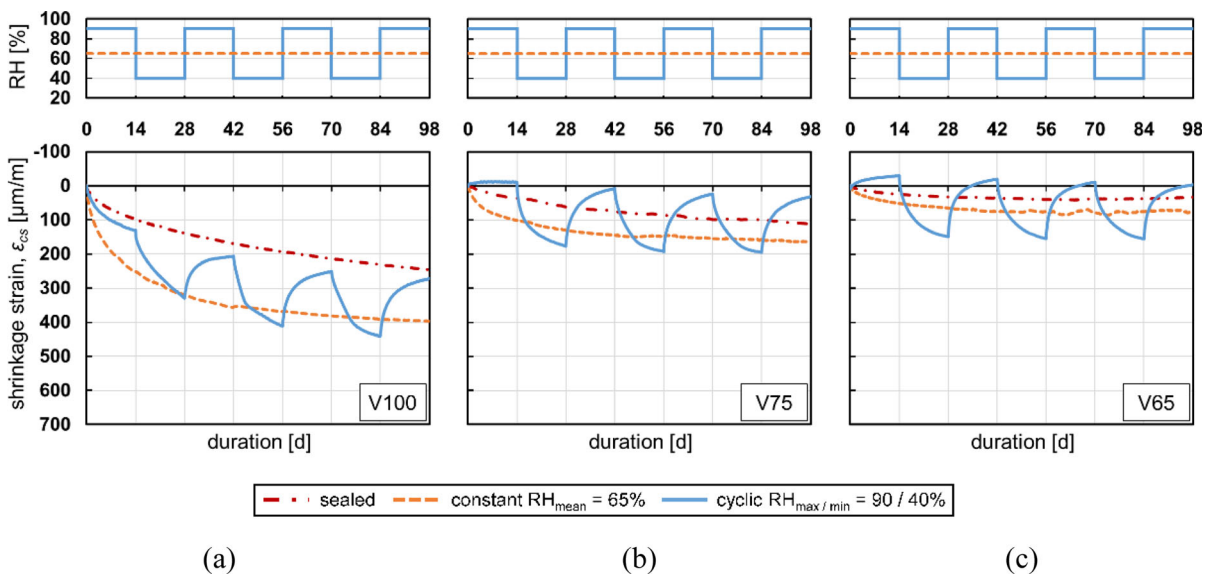 RH [%]
100
80
60
40
20
0 14 28 42 56 70 84 98
0 14 28 42 56 70 84 98
0 14 28 42 56 70 84 98
shrinkage strain, εcs [µm/m]
-100
0
100
200
300
400
500
600
700
V100
V75
V65
duration [d]
duration [d]
duration [d]
sealed constant RHmean = 65% cyclic RHmax / min = 90 / 40%
(a) (b) (c)